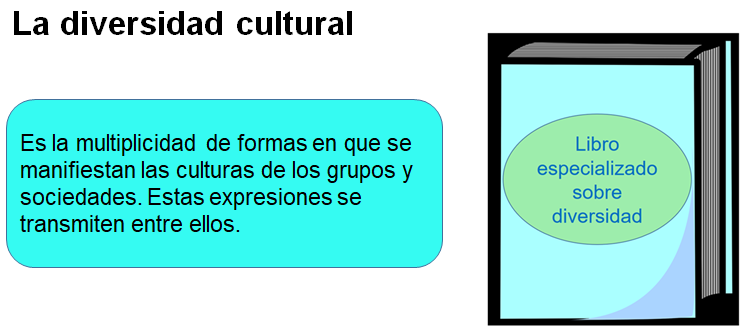 La diversidad cultural
Es la multiplicidad de formas en que se
manifiestan las culturas de los grupos y
sociedades. Estas expresiones se
transmiten entre ellos.
Libro
especializado
sobre
diversidad